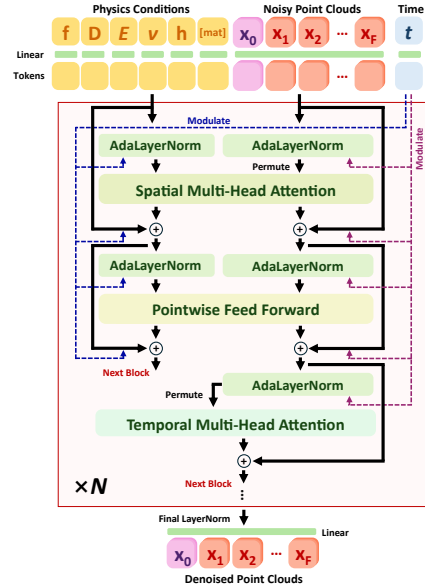 Physics Conditions Noisy Point Clouds Time
f D E ν h [mat] x0 x1 x2 ... xF t
Linear
Tokens
Modulate
AdaLayerNorm AdaLayerNorm
Permute
Modulate
Spatial Multi-Head Attention
+ +
AdaLayerNorm AdaLayerNorm
Pointwise Feed Forward
+ +
Next Block
AdaLayerNorm
Permute
Temporal Multi-Head Attention
+
Next Block
×N
...
Final LayerNorm
Linear
x0 x1 x2 ... xF
Denoised Point Clouds